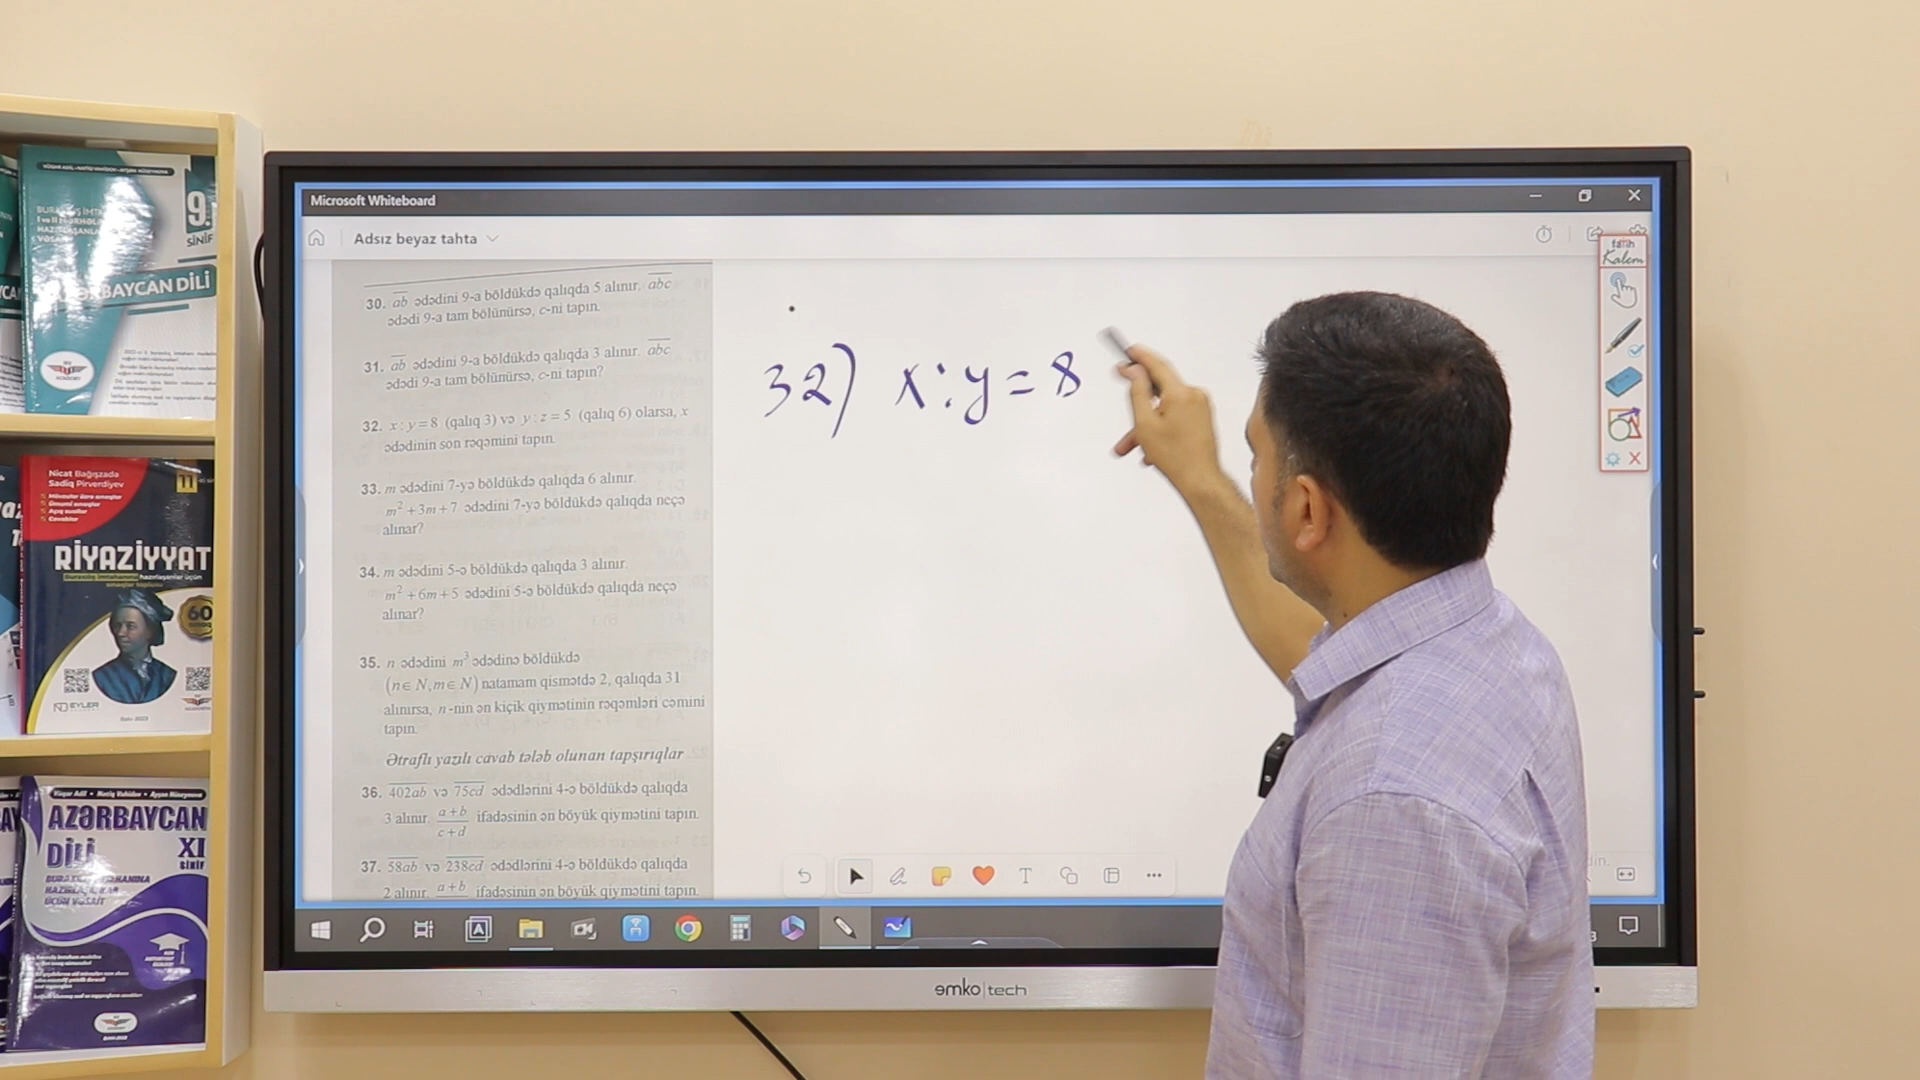 Microsoft Whiteboard
Adsız beyaz tahta
fatih
Kalem
30. ab ədədini 9-a böldükdə qalıqda 5 alınır. abc
ədədi 9-a tam bölünürsə, c-ni tapın.
31. ab ədədini 9-a böldükdə qalıqda 3 alınır. abc
ədədi 9-a tam bölünürsə, c-ni tapın?
32. x : y = 8 (qalıq 3) və y : z = 5 (qalıq 6) olarsa, x
ədədinin son rəqəmini tapın.
33. m ədədini 7-yə böldükdə qalıqda 6 alınır.
m² + 3m + 7 ədədini 7-yə böldükdə qalıqda neçə
alınar?
34. m ədədini 5-ə böldükdə qalıqda 3 alınır.
m² + 6m + 5 ədədini 5-ə böldükdə qalıqda neçə
alınar?
35. n ədədini m³ ədədinə böldükdə
(n∈N, m∈N) natamam qismətdə 2, qalıqda 31
alınırsa, n-nin ən kiçik qiymətinin rəqəmləri cəmini
tapın.
Ətraflı yazılı cavab tələb olunan tapşırıqlar
36. 402ab və 75cd ədədlərini 4-ə böldükdə qalıqda
3 alınır. a+b/c+d ifadəsinin ən böyük qiymətini tapın.
37. 58ab və 238cd ədədlərini 4-ə böldükdə qalıqda
2 alınır. a+b ifadəsinin ən böyük qiymətini tapın.
32) x : y = 8
emko | tech
9.
SİNİF
AZƏRBAYCAN DİLİ
Nicat Bağışzadə
Sadiq Pirverdiyev
11
RİYAZİYYAT
60
AZƏRBAYCAN
DİLİ
XI
SİNİF